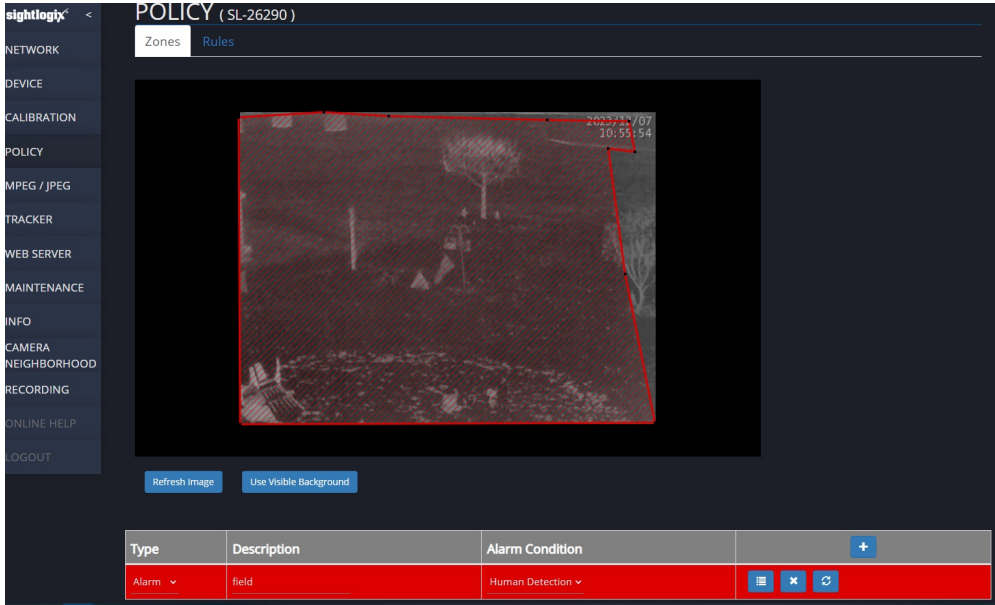 sightlogix <
POLICY ( SL-26290 )
Zones Rules
NETWORK
DEVICE
CALIBRATION
POLICY
MPEG / JPEG
TRACKER
WEB SERVER
MAINTENANCE
INFO
CAMERA
NEIGHBORHOOD
RECORDING
ONLINE HELP
LOGOUT
2023/12/07
10:55:54
Refresh Image Use Visible Background
Type Description Alarm Condition +
Alarm field Human Detection